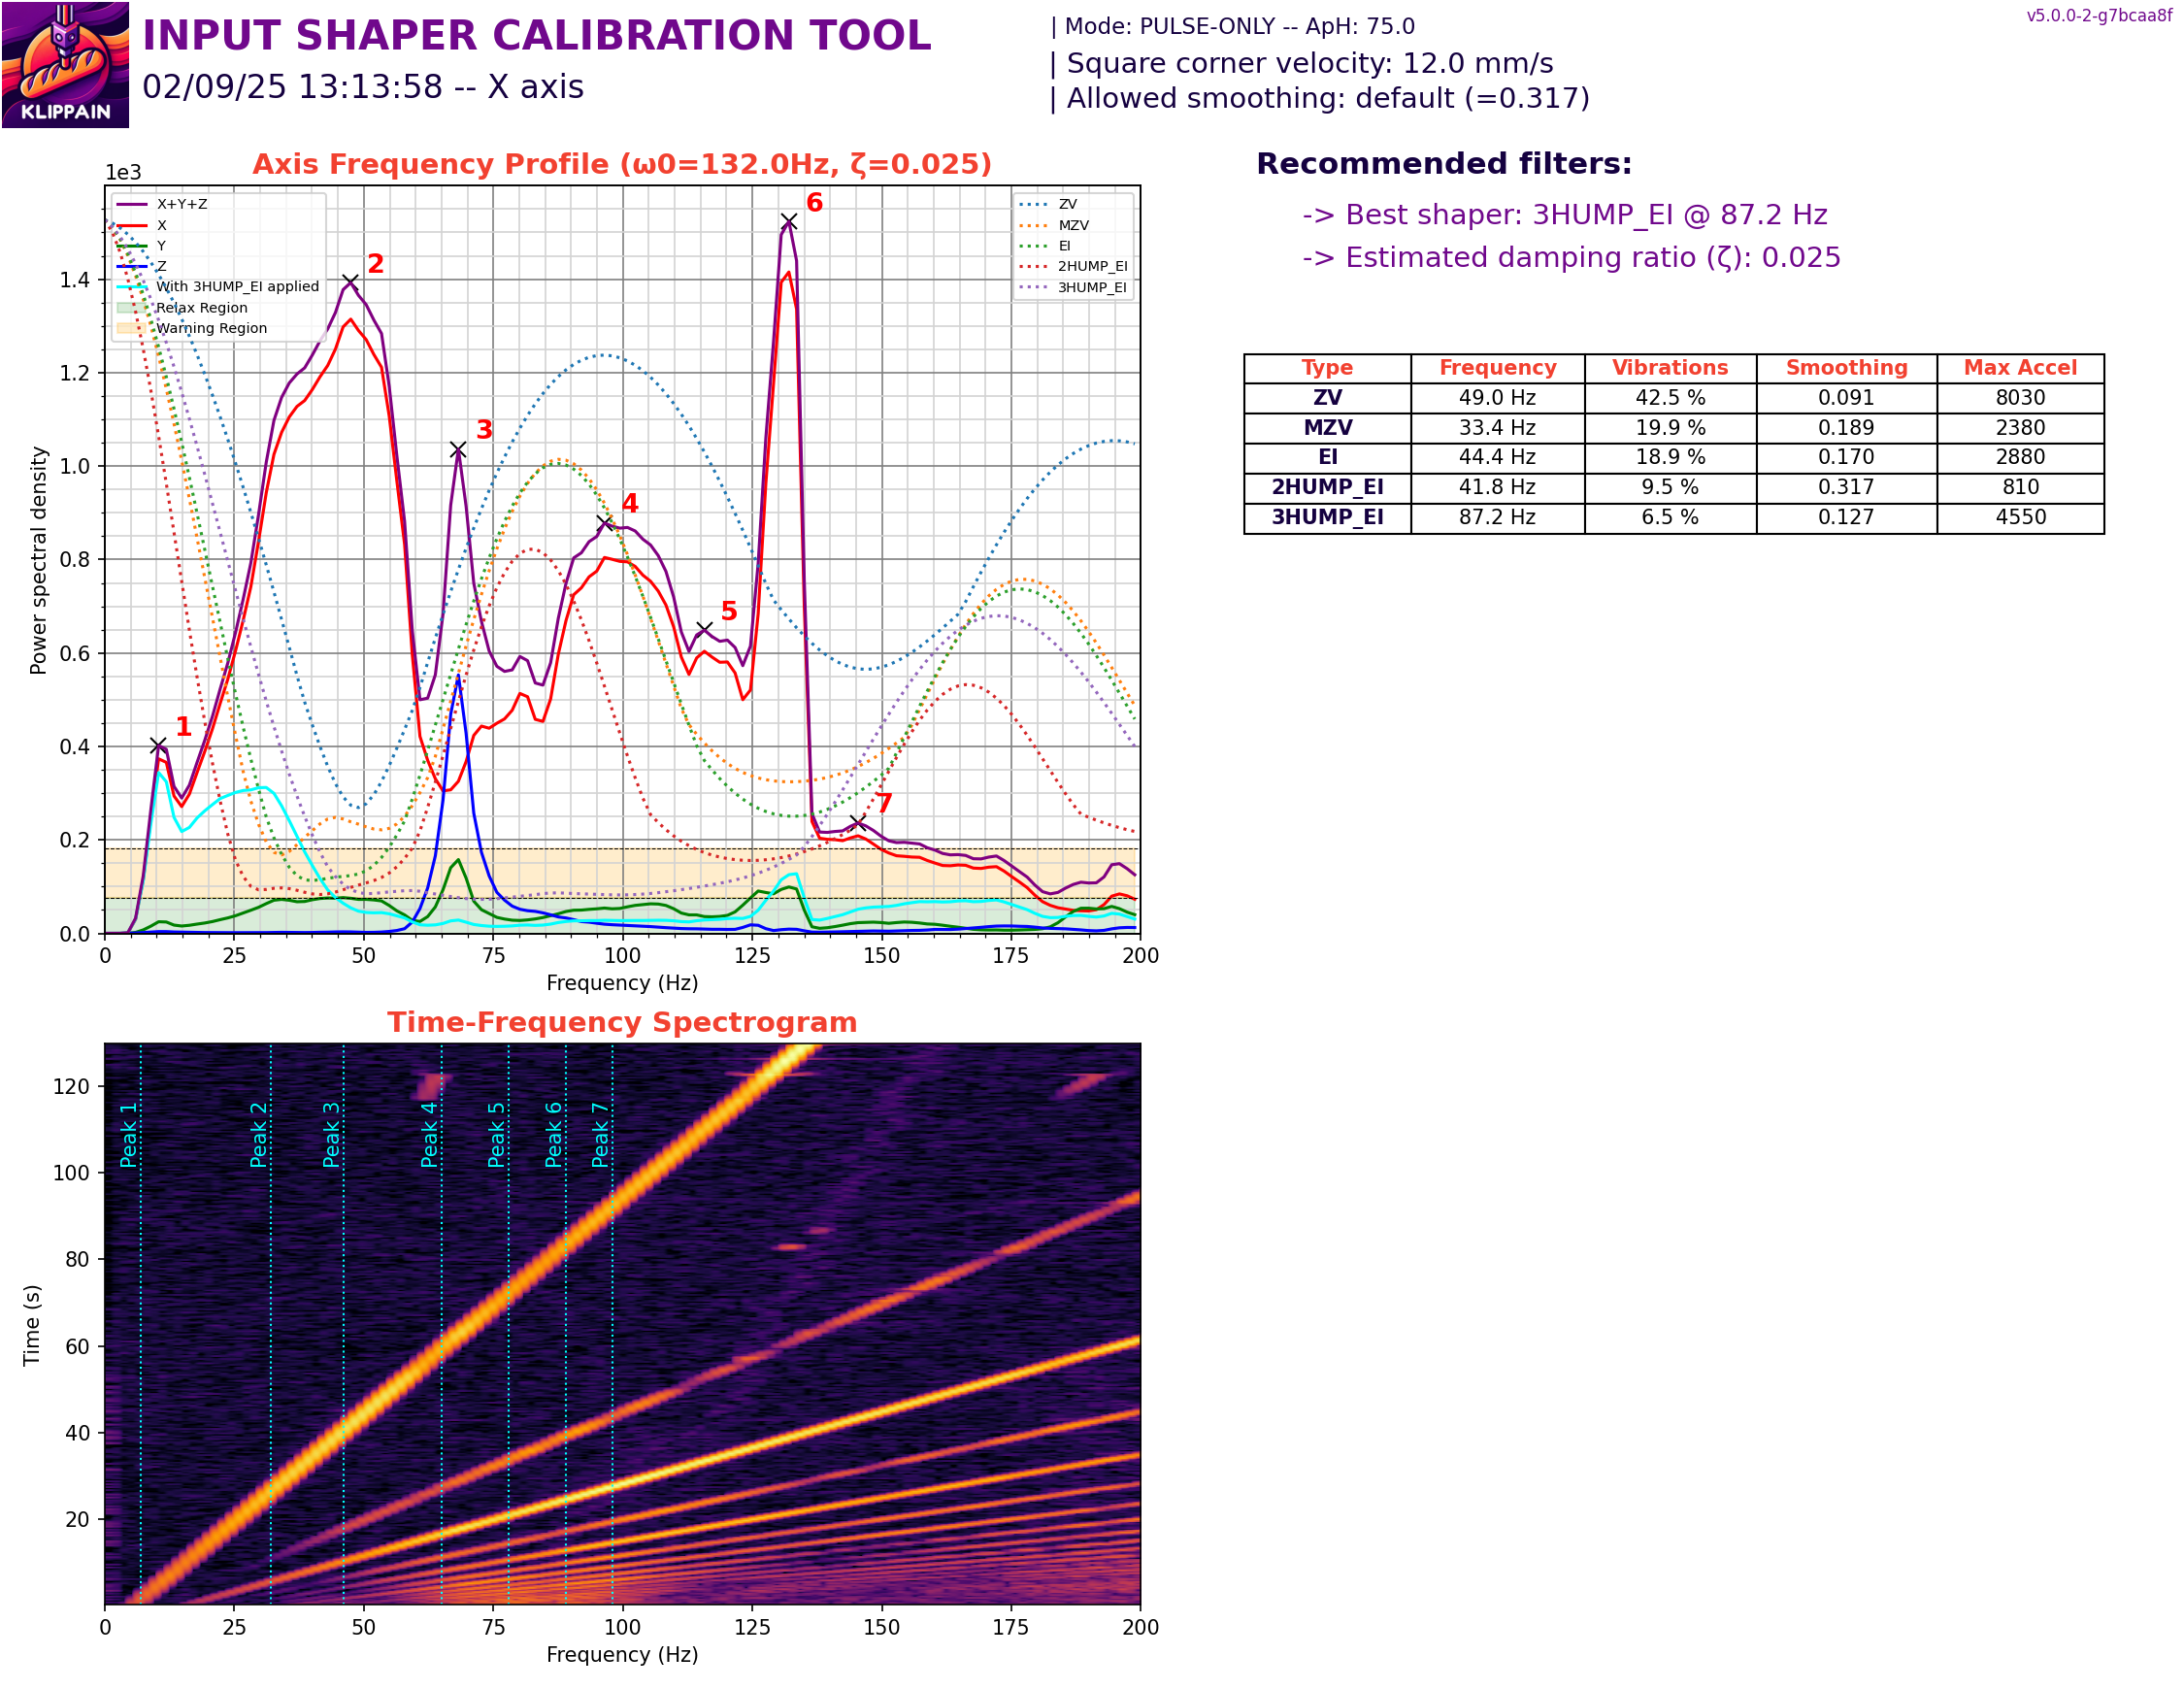 KLIPPAIN
INPUT SHAPER CALIBRATION TOOL
02/09/25 13:13:58 -- X axis
| Mode: PULSE-ONLY -- ApH: 75.0
| Square corner velocity: 12.0 mm/s
| Allowed smoothing: default (=0.317)
v5.0.0-2-g7bcaa8f
Axis Frequency Profile (ω0=132.0Hz, ζ=0.025)
1e3
X+Y+Z
X
Y
Z
With 3HUMP_EI applied
Relax Region
Warning Region
ZV
MZV
EI
2HUMP_EI
3HUMP_EI
1
2
3
4
5
6
7
Power spectral density
1.4
1.2
1.0
0.8
0.6
0.4
0.2
0.0
0 25 50 75 100 125 150 175 200
Frequency (Hz)
Recommended filters:
-> Best shaper: 3HUMP_EI @ 87.2 Hz
-> Estimated damping ratio (ζ): 0.025
Type Frequency Vibrations Smoothing Max Accel
ZV 49.0 Hz 42.5 % 0.091 8030
MZV 33.4 Hz 19.9 % 0.189 2380
EI 44.4 Hz 18.9 % 0.170 2880
2HUMP_EI 41.8 Hz 9.5 % 0.317 810
3HUMP_EI 87.2 Hz 6.5 % 0.127 4550
Time-Frequency Spectrogram
Time (s)
120
100
80
60
40
20
Peak 1
Peak 2
Peak 3
Peak 4
Peak 5
Peak 6
Peak 7
0 25 50 75 100 125 150 175 200
Frequency (Hz)